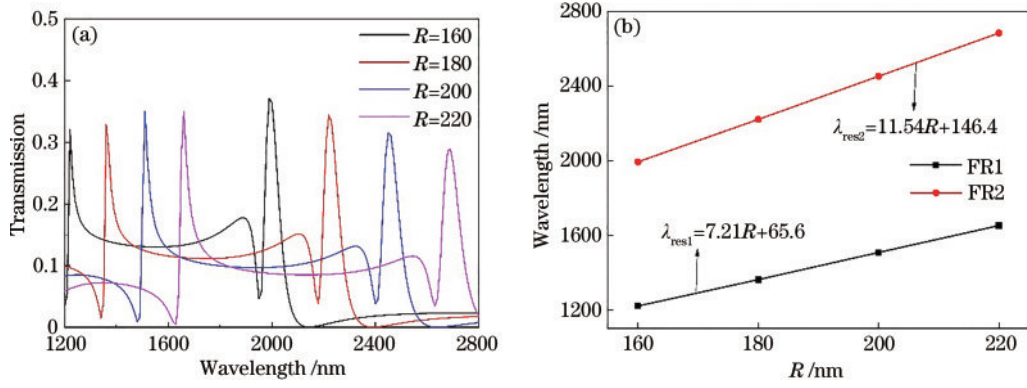 (a)
0.5
0.4
0.3
0.2
0.1
0
Transmission
R=160
R=180
R=200
R=220
1200
1600
2000
2400
2800
Wavelength /nm
(b)
2800
2400
2000
1600
1200
Wavelength /nm
λres2=11.54R+146.4
FR1
FR2
λres1=7.21R+65.6
160
180
200
220
R /nm